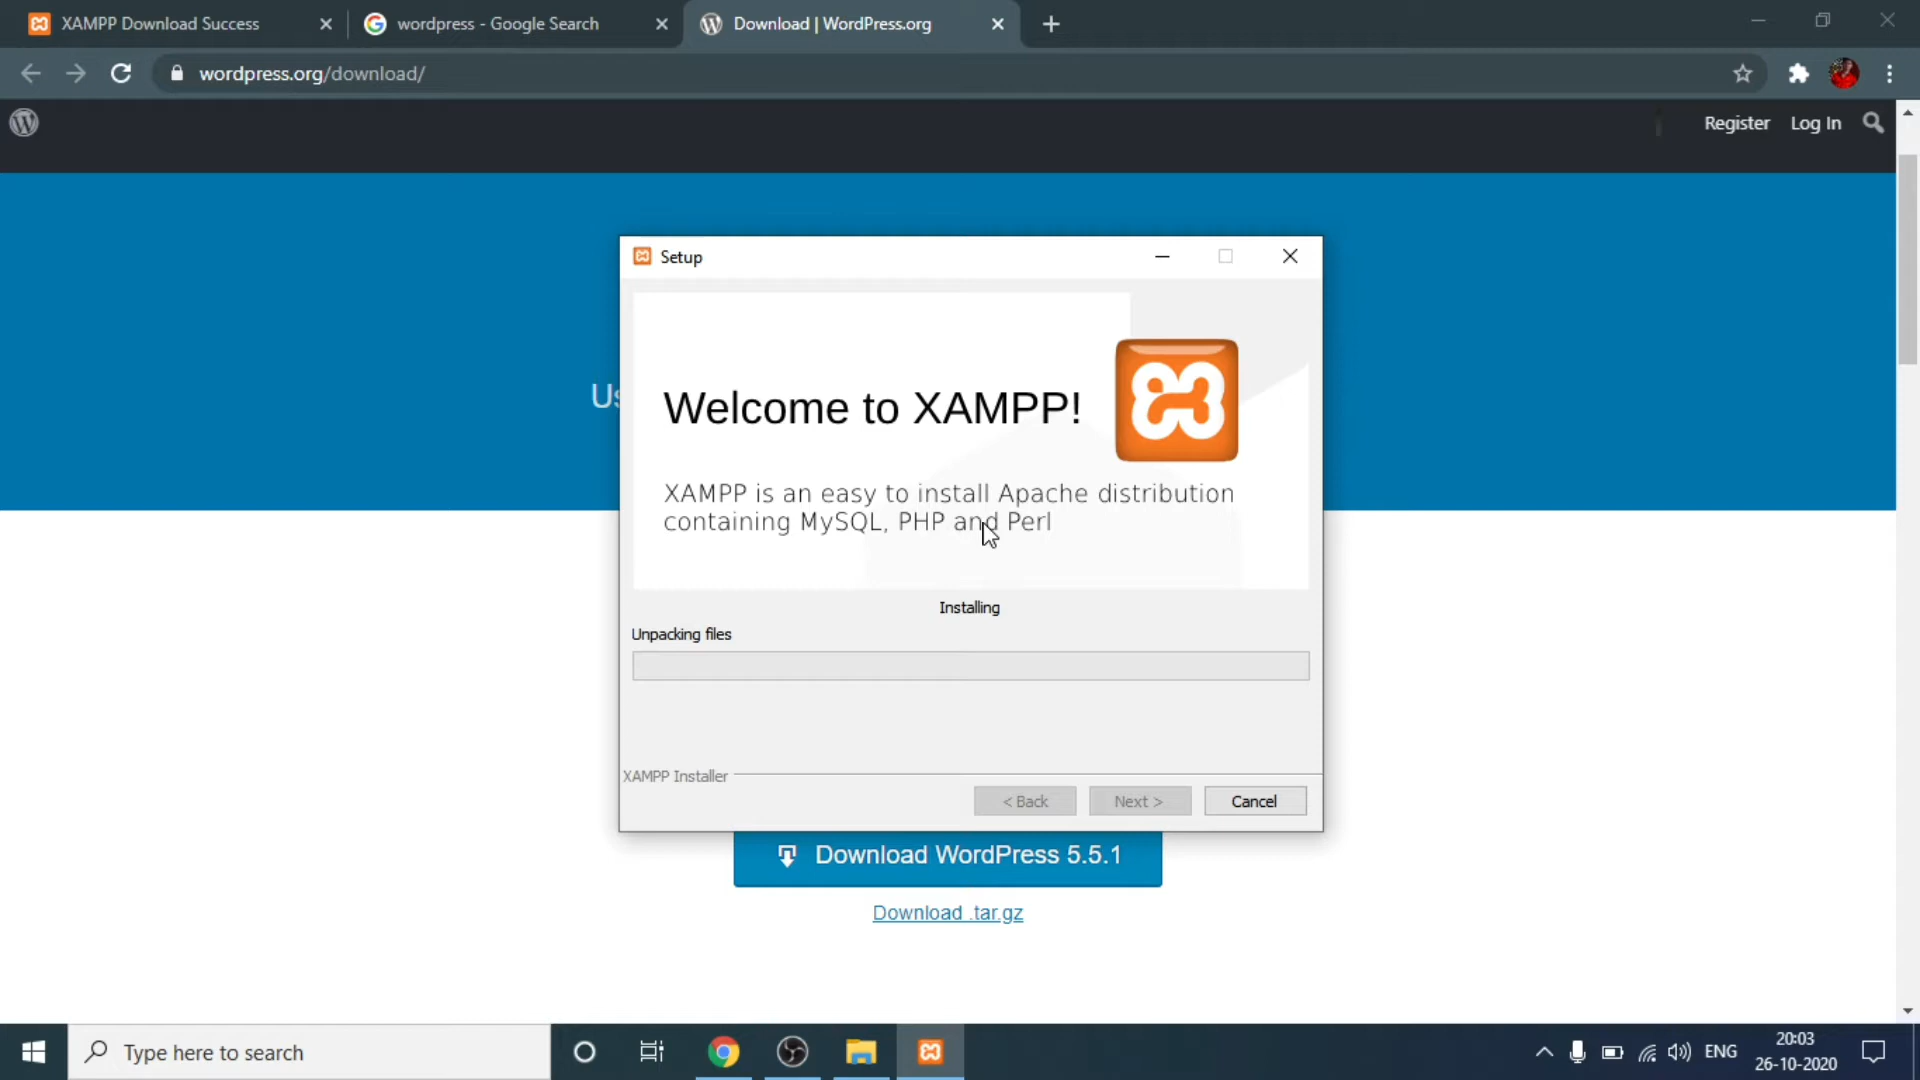 XAMPP Download Success
wordpress - Google Search
Download | WordPress.org
wordpress.org/download/
Register Log In
Setup
Welcome to XAMPP!
XAMPP is an easy to install Apache distribution
containing MySQL, PHP and Perl
Installing
Unpacking files
XAMPP Installer
< Back Next > Cancel
Download WordPress 5.5.1
Download .tar.gz
Type here to search
ENG
20:03
26-10-2020